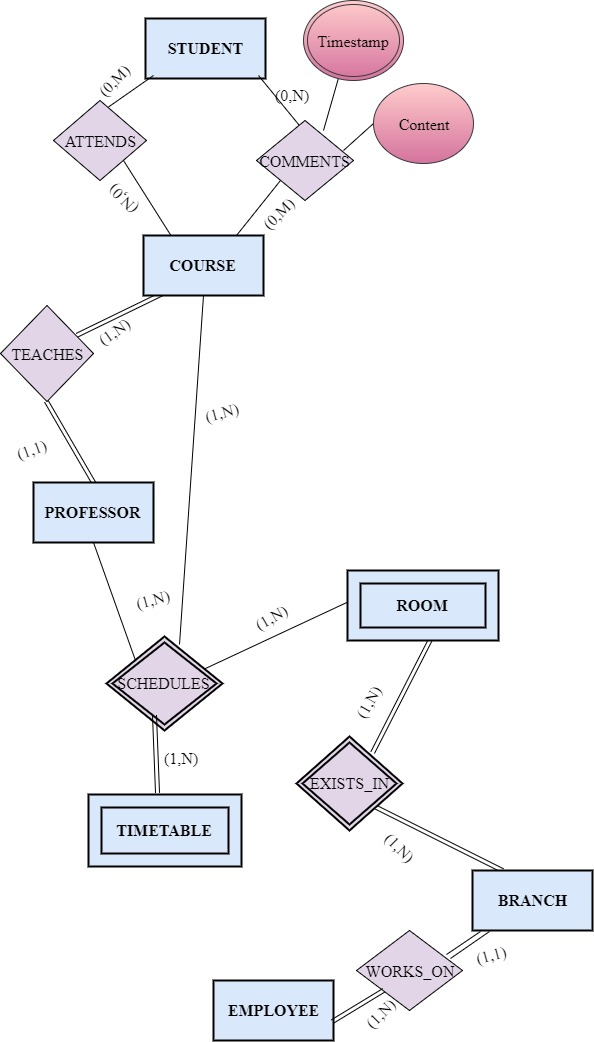 STUDENT
Timestamp
(0,M)
(0,N)
Content
ATTENDS
COMMENTS
(0,N)
(0,M)
COURSE
(1,N)
TEACHES
(1,N)
(1,1)
PROFESSOR
(1,N)
(1,N)
ROOM
SCHEDULES
(1,N)
(1,N)
EXISTS_IN
TIMETABLE
(1,N)
BRANCH
(1,1)
WORKS_ON
EMPLOYEE
(1,N)